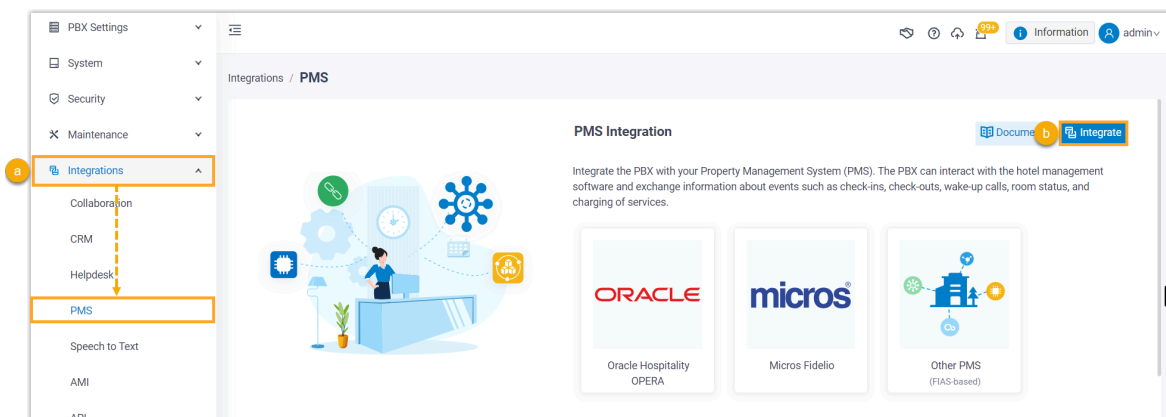 PBX Settings
System
Security
Maintenance
a
Integrations
Collaboration
CRM
Helpdesk
PMS
Speech to Text
AMI
API
99+
i Information
admin
Integrations / PMS
PMS Integration
Docume
b
Integrate
Integrate the PBX with your Property Management System (PMS). The PBX can interact with the hotel management
software and exchange information about events such as check-ins, check-outs, wake-up calls, room status, and
charging of services.
ORACLE
micros
Oracle Hospitality
OPERA
Micros Fidelio
Other PMS
(FIAS-based)